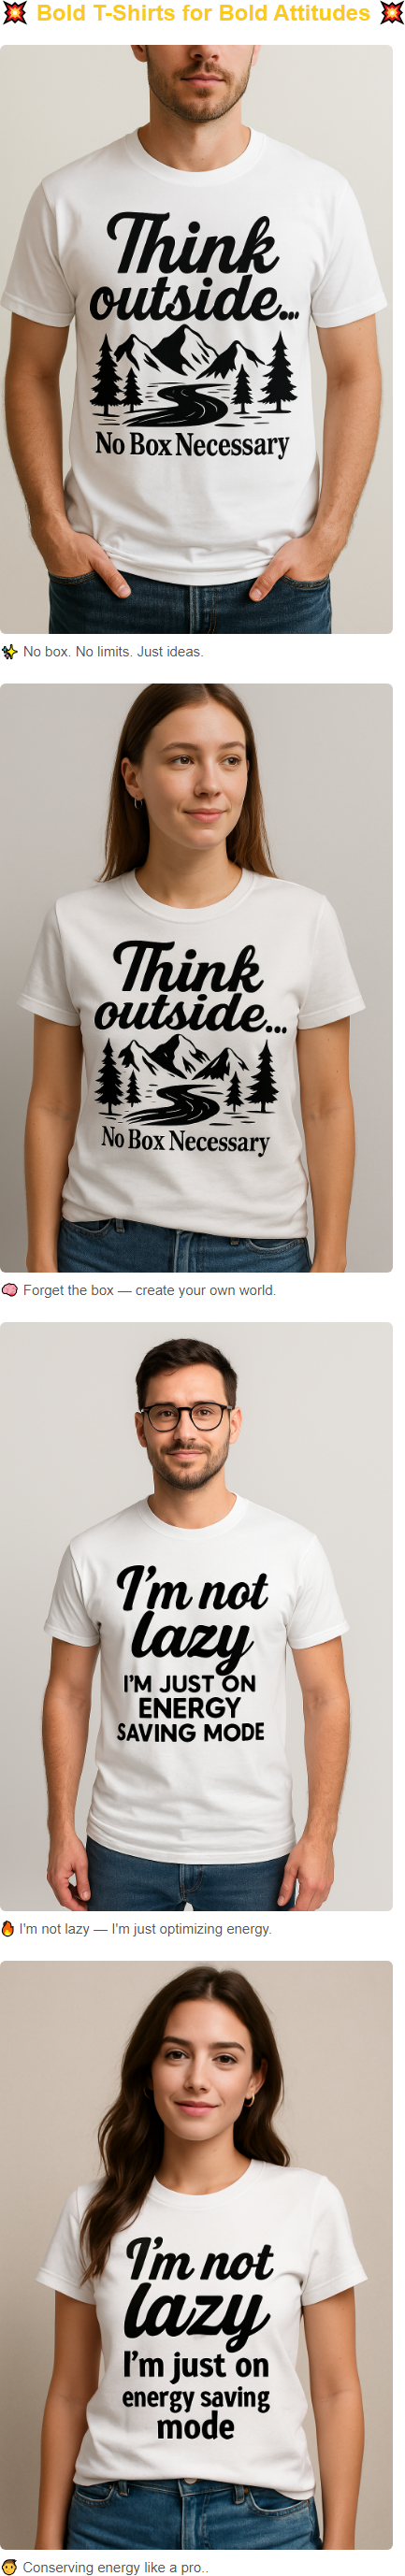 💥 Bold T-Shirts for Bold Attitudes 💥
Think
outside...
No Box Necessary
✨ No box. No limits. Just ideas.
Think
outside...
No Box Necessary
🧠 Forget the box — create your own world.
I'm not
lazy
I'M JUST ON
ENERGY
SAVING MODE
🔥 I'm not lazy — I'm just optimizing energy.
I'm not
lazy
I'm just on
energy saving
mode
🧑 Conserving energy like a pro..